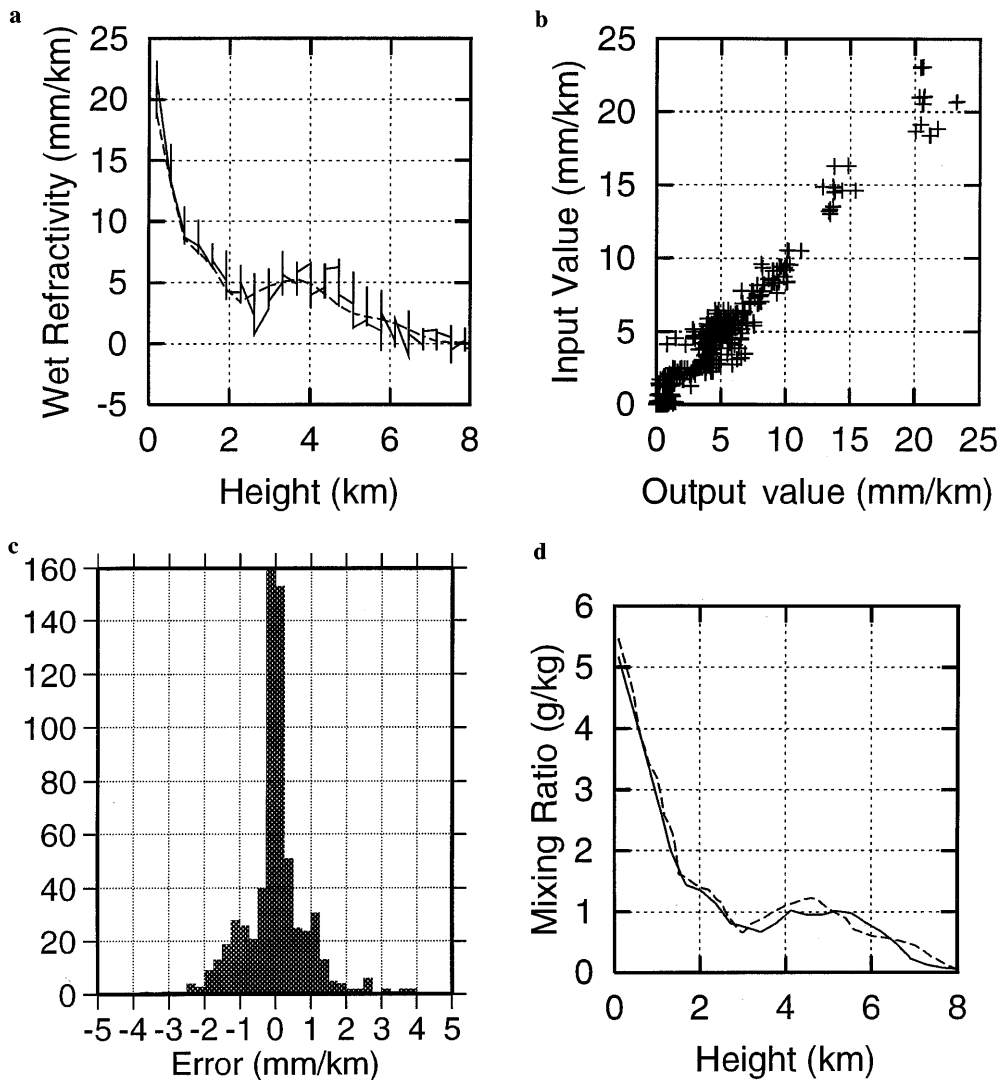 a
Wet Refractivity (mm/km)
25
20
15
10
5
0
-5
0 2 4 6 8
Height (km)
b
Input Value (mm/km)
25
20
15
10
5
0
0 5 10 15 20 25
Output value (mm/km)
c
160
140
120
100
80
60
40
20
0
-5 -4 -3 -2 -1 0 1 2 3 4 5
Error (mm/km)
d
Mixing Ratio (g/kg)
6
5
4
3
2
1
0
0 2 4 6 8
Height (km)